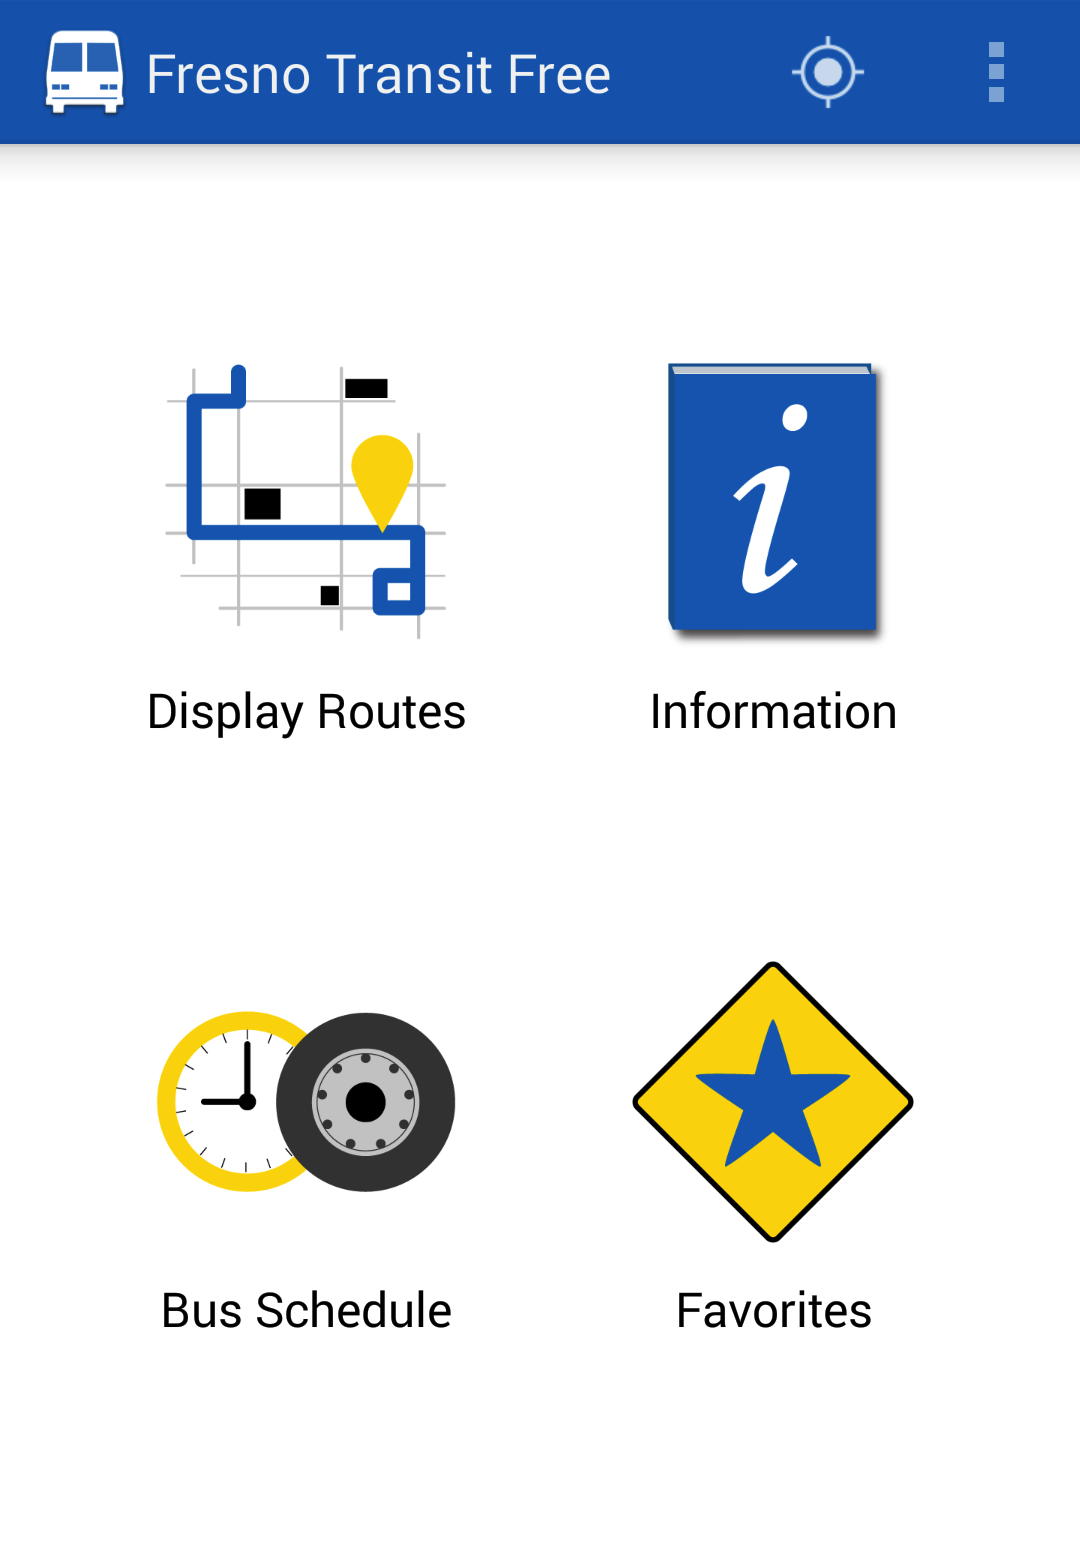 Fresno Transit Free
i
Display Routes
Information
Bus Schedule
Favorites